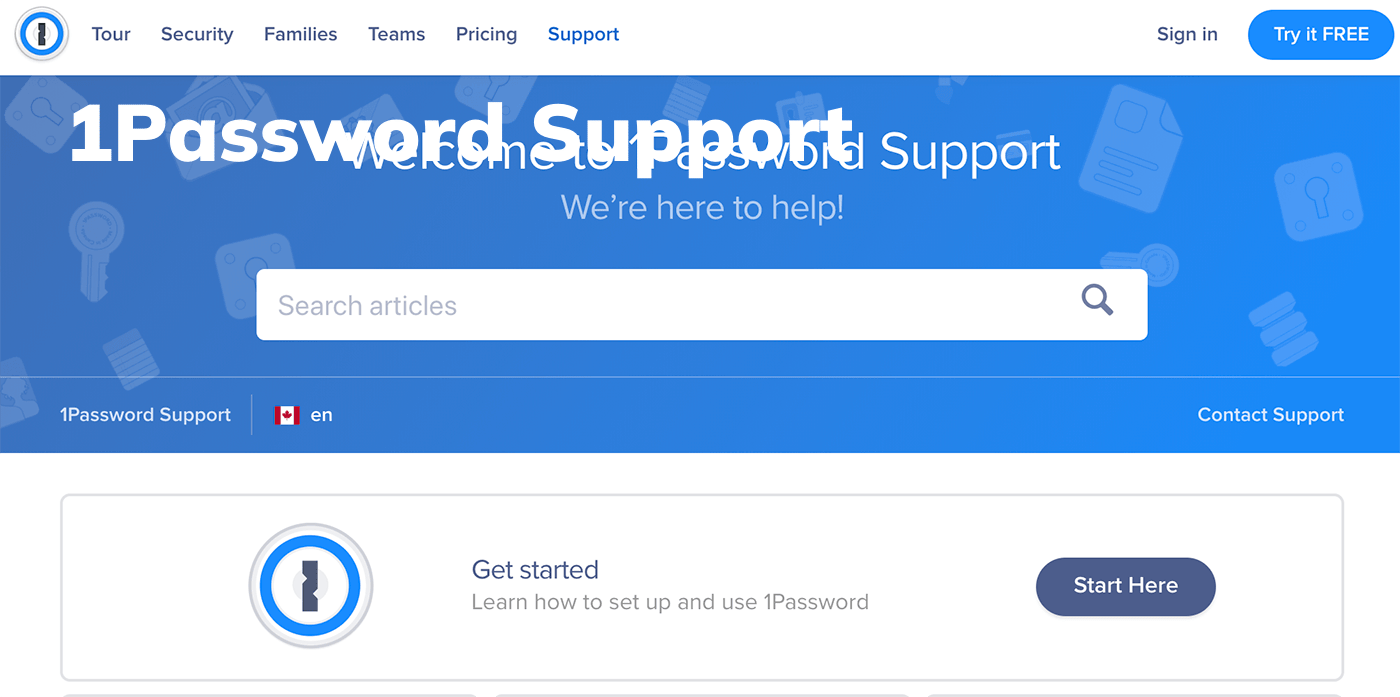 Tour Security Families Teams Pricing Support Sign in Try it FREE
1Password Support
Welcome to 1Password Support
We’re here to help!
Search articles
1Password Support en Contact Support
Get started
Learn how to set up and use 1Password
Start Here